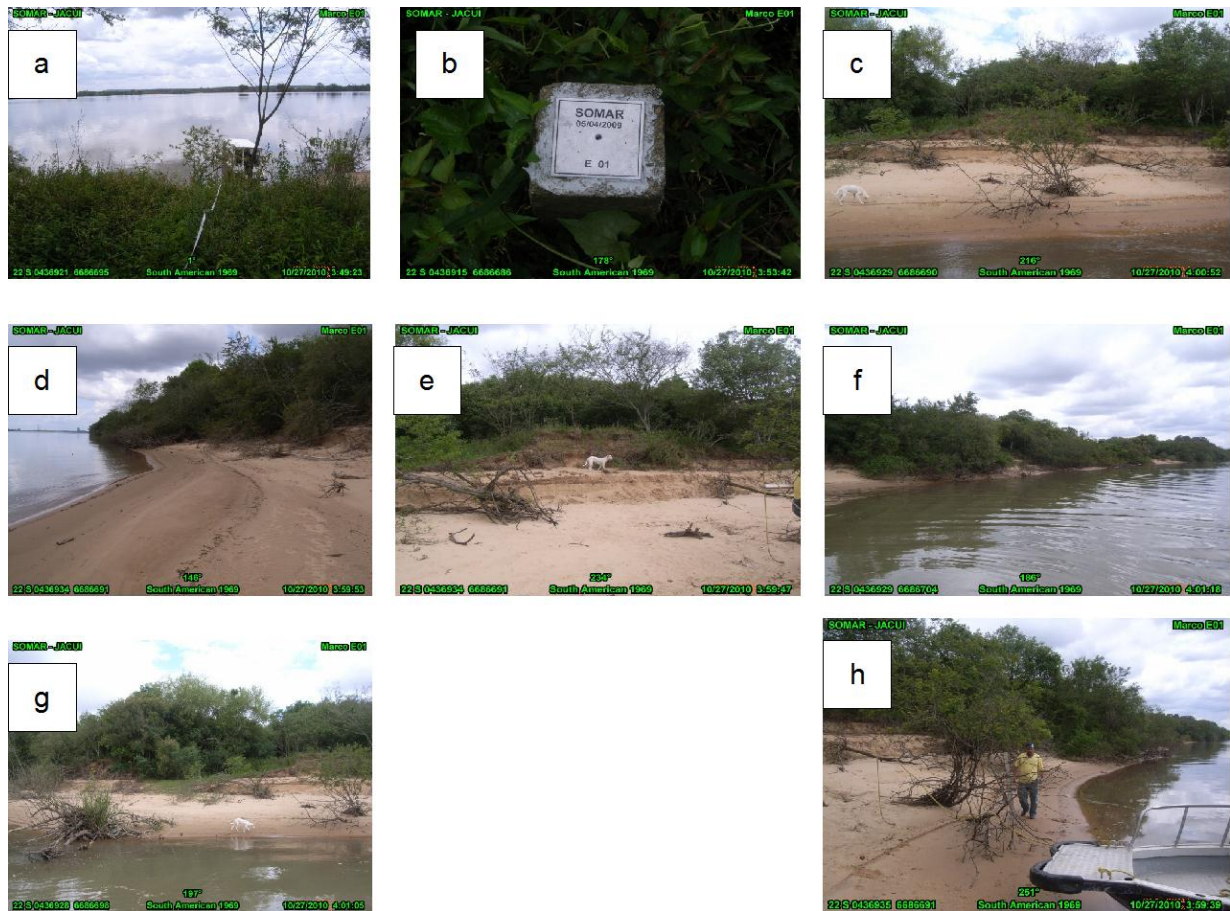 SOMAR - JACUI Marco E01
a
1°
22 S 0436921 6686695 South American 1969 10/27/2010 3:49:23
SOMAR - JACUI Marco E01
b
SOMAR
05/04/2009
E 01
178°
22 S 0436915 6686686 South American 1969 10/27/2010 3:53:42
SOMAR - JACUI Marco E01
c
216°
22 S 0436929 6686690 South American 1969 10/27/2010 4:00:52
SOMAR - JACUI Marco E01
d
146°
22 S 0436934 6686691 South American 1969 10/27/2010 3:59:53
SOMAR - JACUI Marco E01
e
234°
22 S 0436934 6686691 South American 1969 10/27/2010 3:59:47
SOMAR - JACUI Marco E01
f
186°
22 S 0436929 6686704 South American 1969 10/27/2010 4:01:18
SOMAR - JACUI Marco E01
g
197°
22 S 0436928 6686698 South American 1969 10/27/2010 4:01:05
SOMAR - JACUI Marco E01
h
251°
22 S 0436935 6686691 South American 1969 10/27/2010 3:59:39